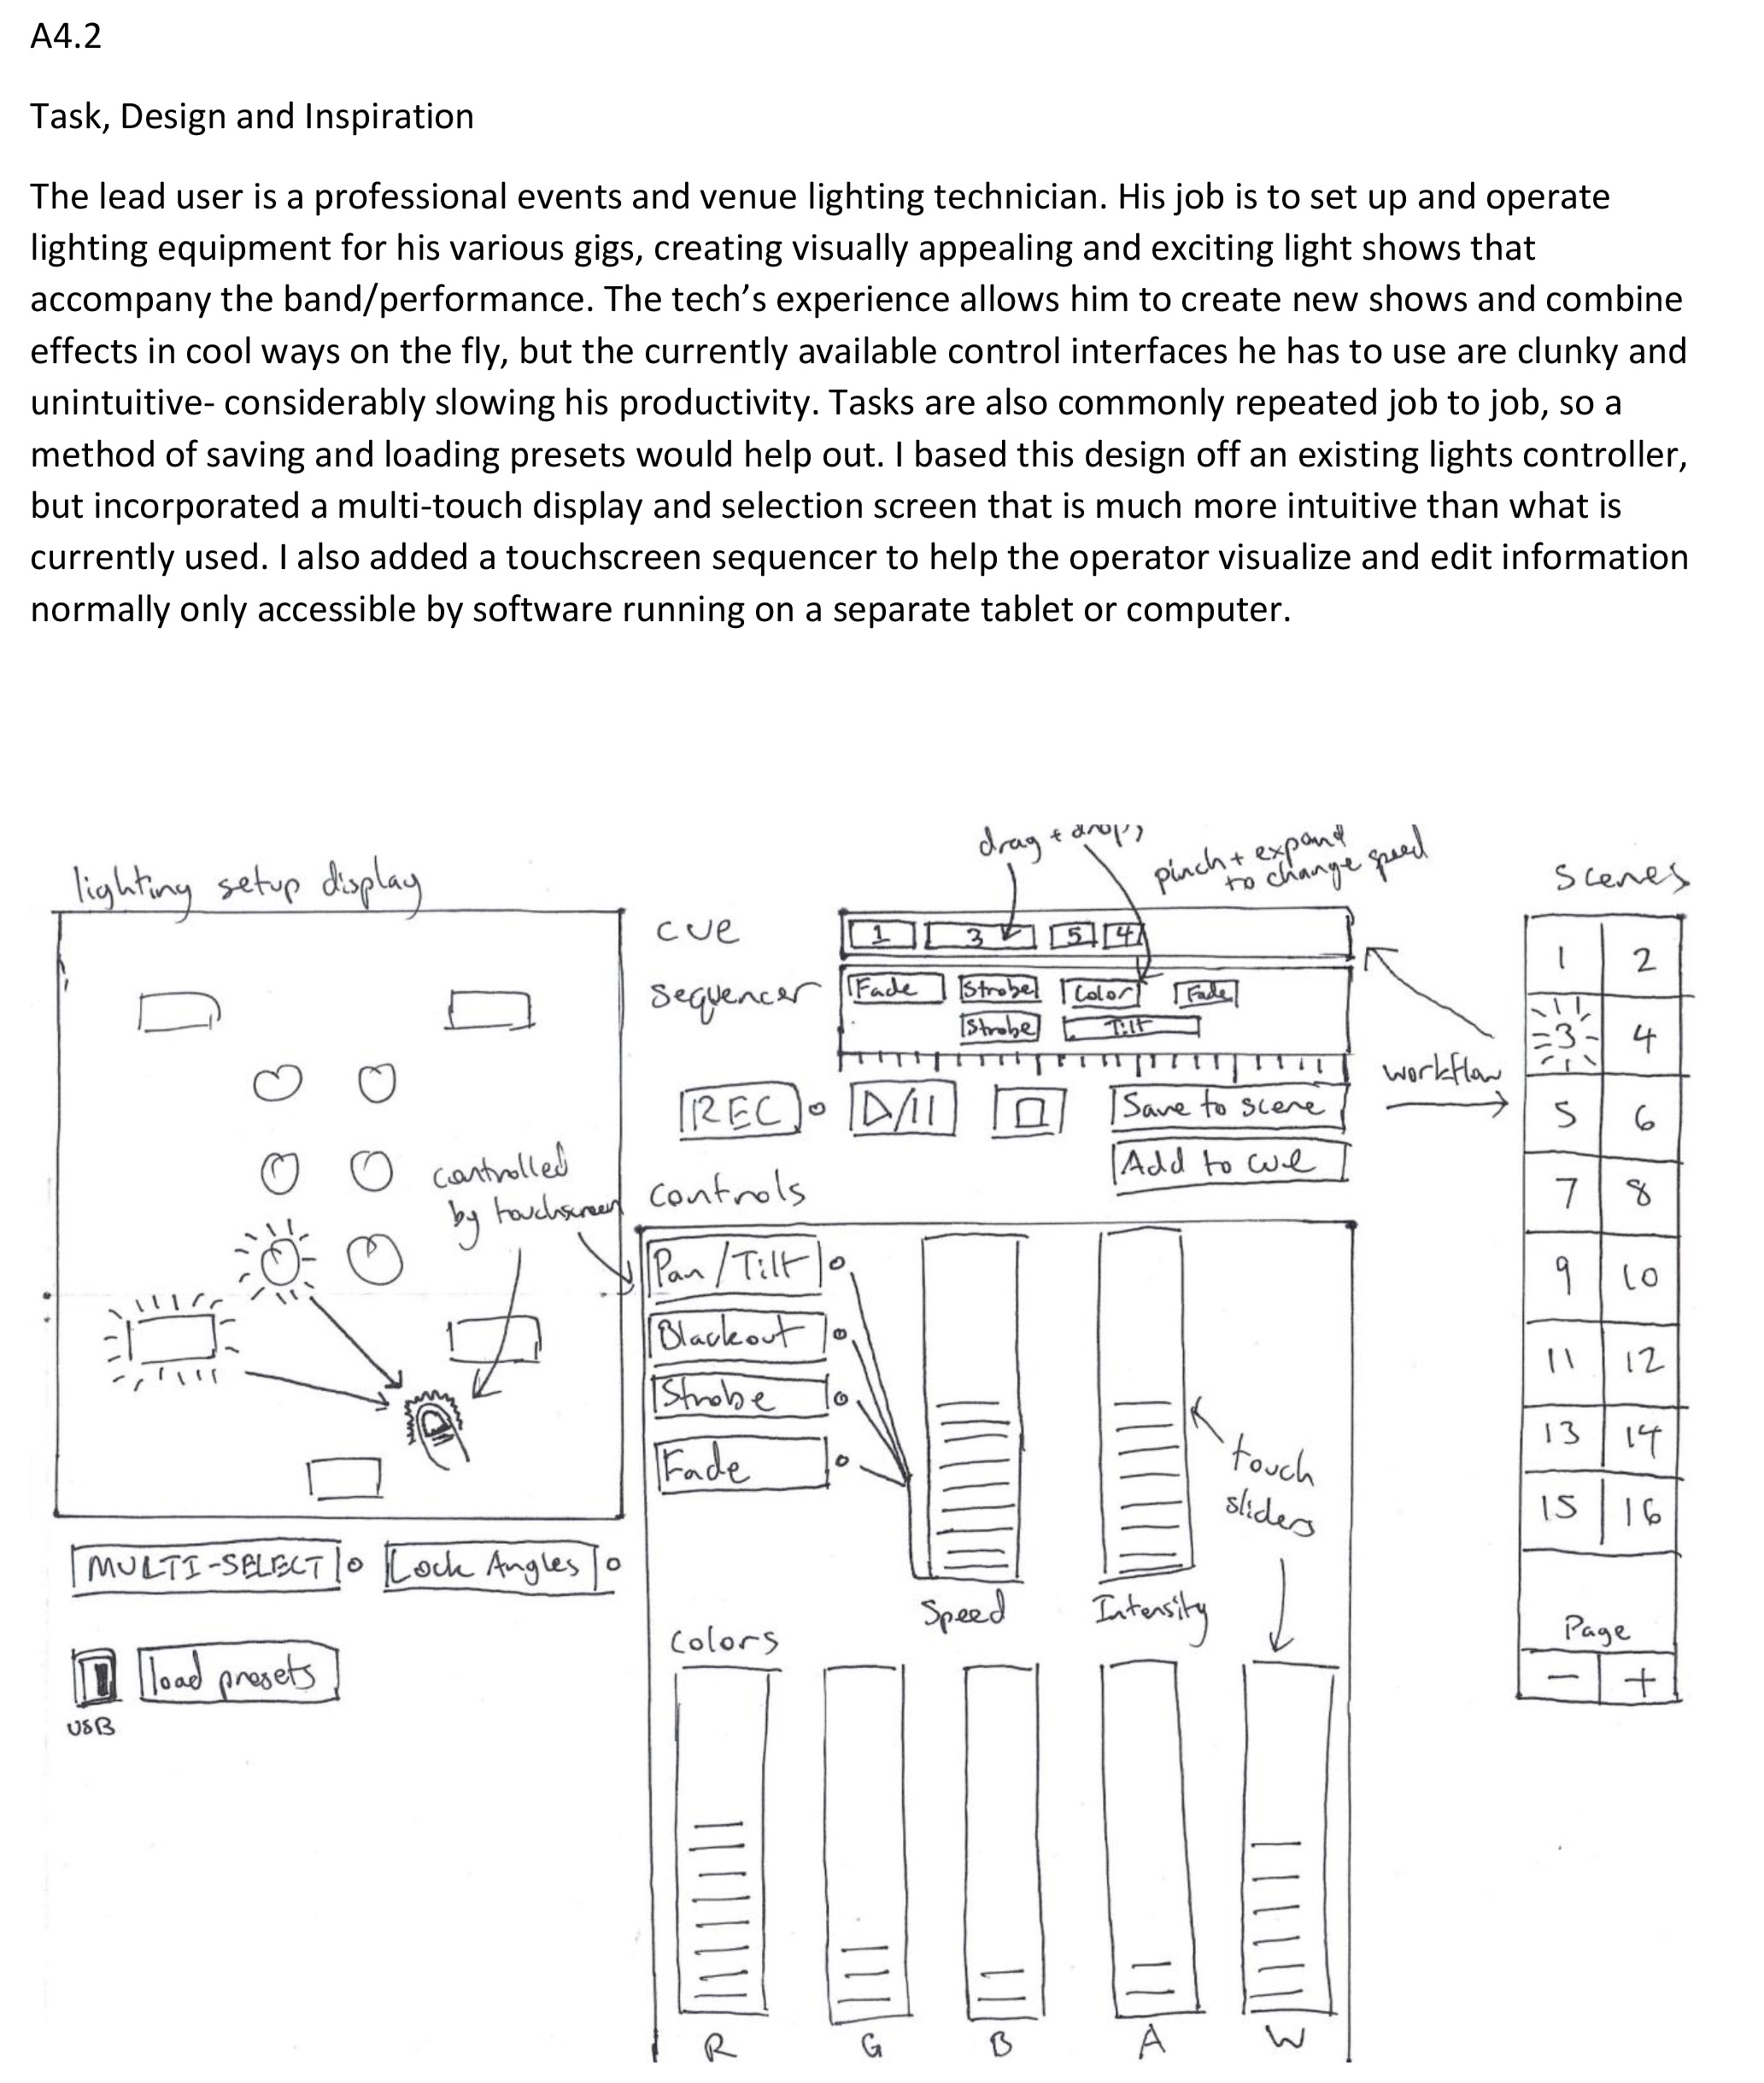 A4.2
Task, Design and Inspiration
The lead user is a professional events and venue lighting technician. His job is to set up and operate
lighting equipment for his various gigs, creating visually appealing and exciting light shows that
accompany the band/performance. The tech’s experience allows him to create new shows and combine
effects in cool ways on the fly, but the currently available control interfaces he has to use are clunky and
unintuitive- considerably slowing his productivity. Tasks are also commonly repeated job to job, so a
method of saving and loading presets would help out. I based this design off an existing lights controller,
but incorporated a multi-touch display and selection screen that is much more intuitive than what is
currently used. I also added a touchscreen sequencer to help the operator visualize and edit information
normally only accessible by software running on a separate tablet or computer.
lighting setup display
controlled
by touchscreen
MULTI-SELECT
Lock Angles
load presets
USB
drag + drop,
pinch + expand
to change speed
cue
1 3 5 4
sequencer
Fade Strobe Color Fade
Strobe Tilt
REC
▷/||
Save to scene
Add to cue
workflow
controls
Pan/Tilt
Blackout
Strobe
Fade
Speed
Intensity
touch
sliders
Colors
R G B A W
Scenes
1 2
3 4
5 6
7 8
9 10
11 12
13 14
15 16
Page
- +